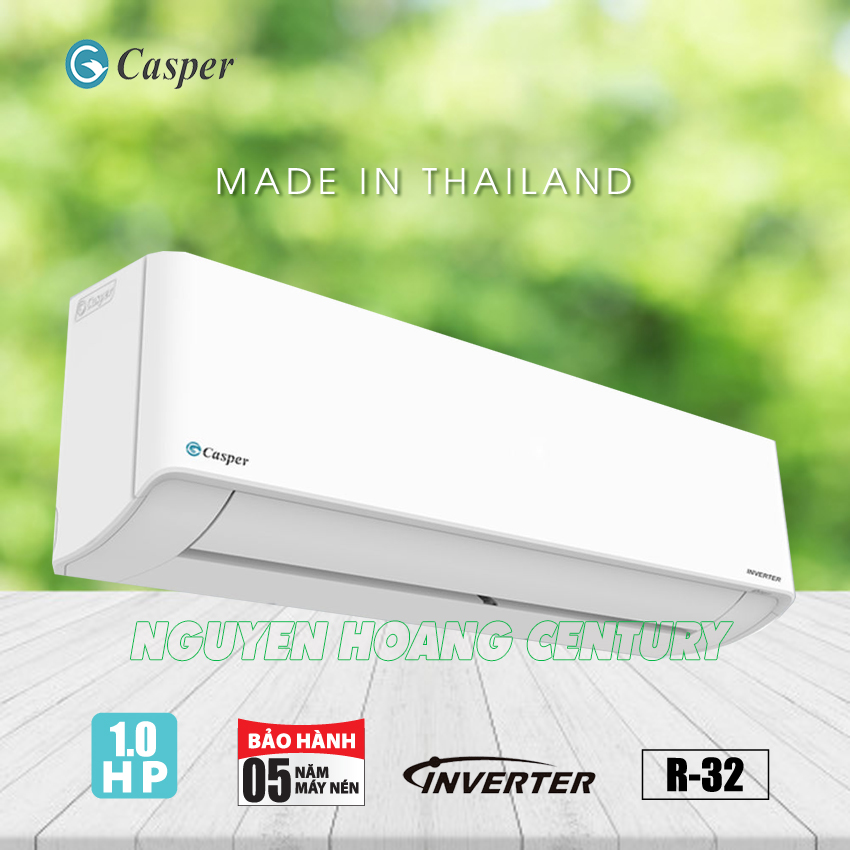 Casper
MADE IN THAILAND
Casper
Casper
INVERTER
NGUYEN HOANG CENTURY
1.0
HP
BẢO HÀNH
05 NĂM
MÁY NÉN
INVERTER
R-32